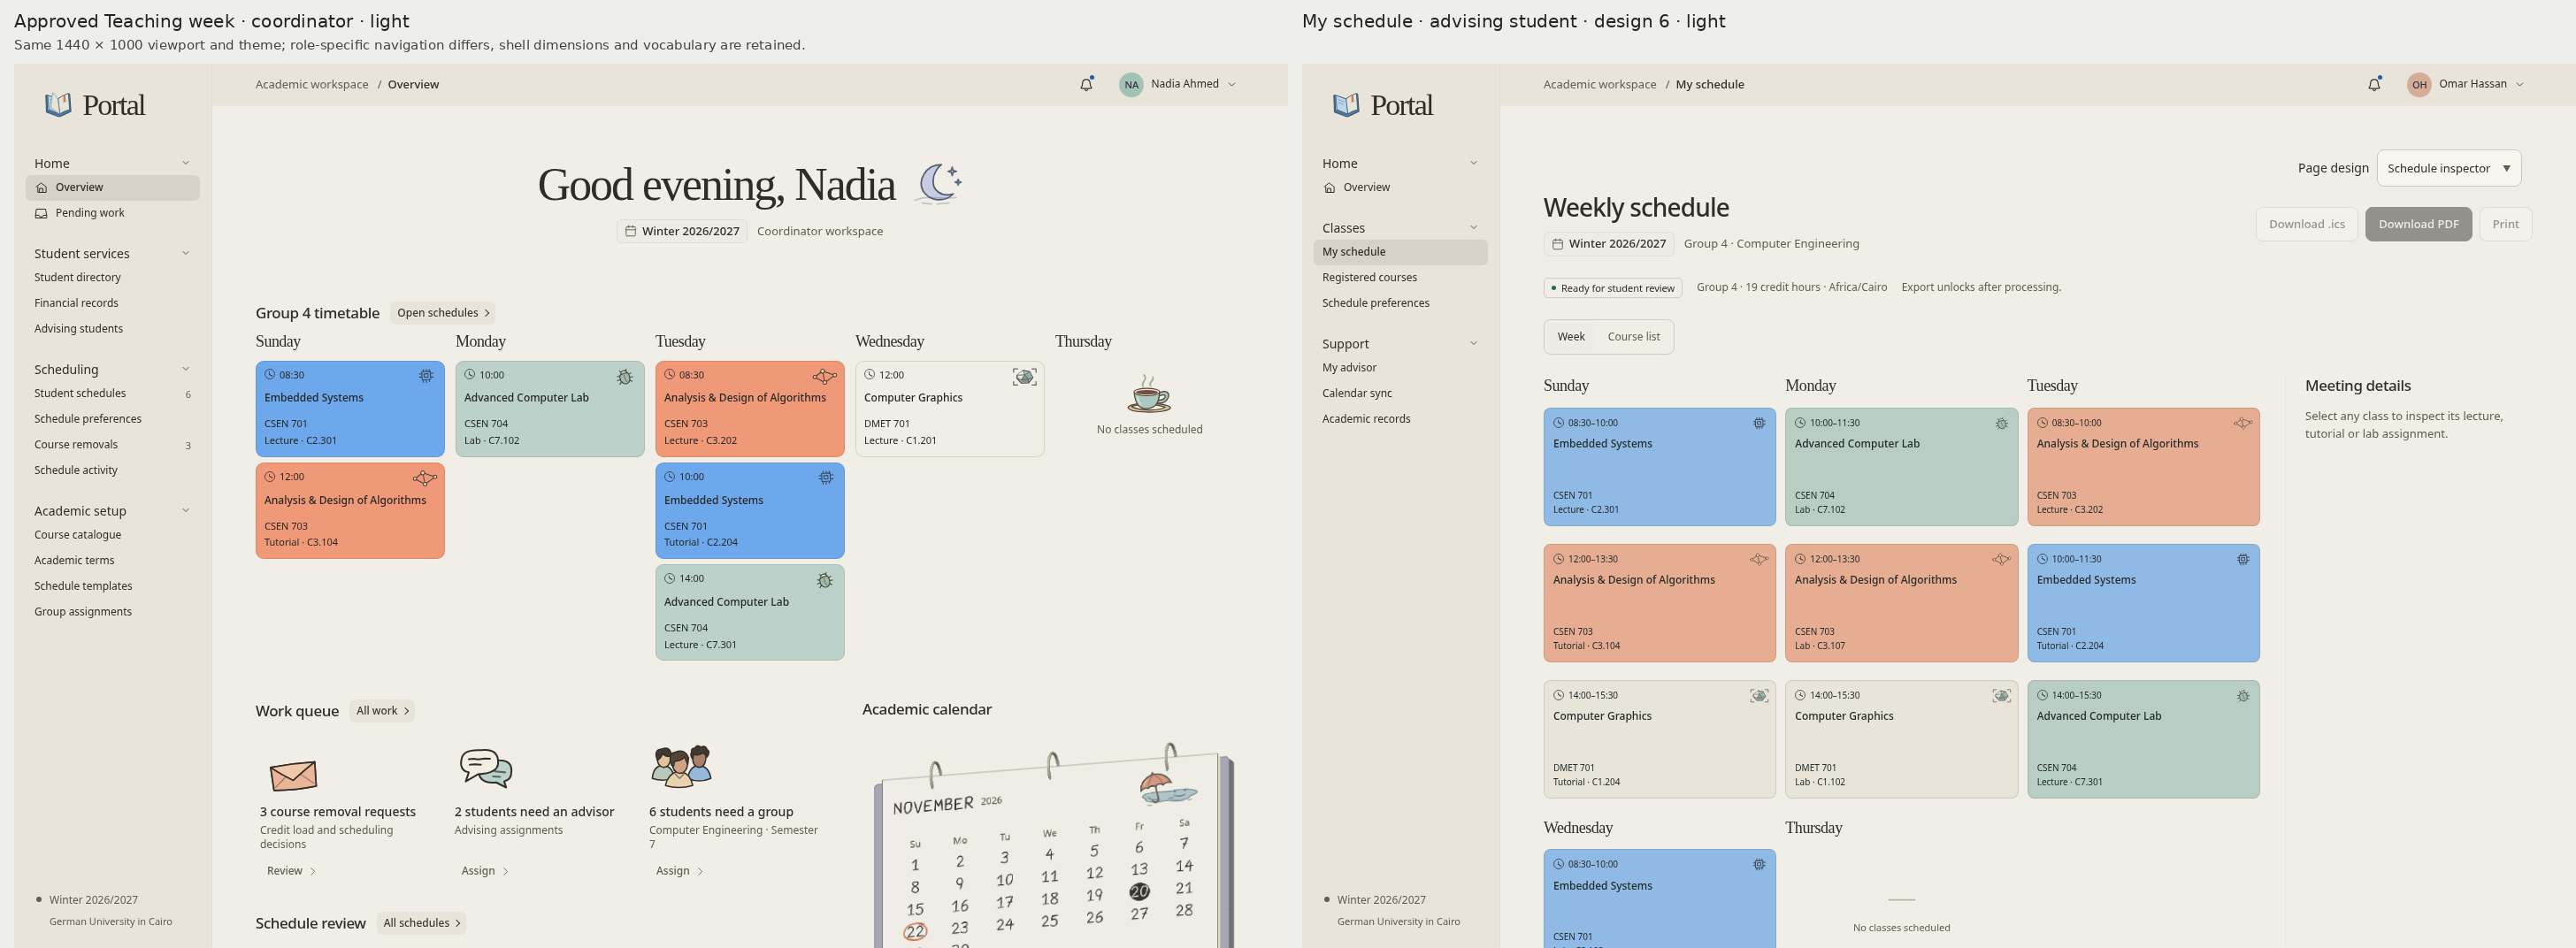 Approved Teaching week · coordinator · light
Same 1440 × 1000 viewport and theme; role-specific navigation differs, shell dimensions and vocabulary are retained.
Portal
Home
Overview
Pending work
Student services
Student directory
Financial records
Advising students
Scheduling
Student schedules 6
Schedule preferences
Course removals 3
Schedule activity
Academic setup
Course catalogue
Academic terms
Schedule templates
Group assignments
Winter 2026/2027
German University in Cairo
Academic workspace / Overview
NA Nadia Ahmed
Good evening, Nadia
Winter 2026/2027 Coordinator workspace
Group 4 timetable Open schedules
Sunday
08:30
Embedded Systems
CSEN 701
Lecture · C2.301
12:00
Analysis & Design of Algorithms
CSEN 703
Tutorial · C3.104
Monday
10:00
Advanced Computer Lab
CSEN 704
Lab · C7.102
Tuesday
08:30
Analysis & Design of Algorithms
CSEN 703
Lecture · C3.202
10:00
Embedded Systems
CSEN 701
Tutorial · C2.204
14:00
Advanced Computer Lab
CSEN 704
Lecture · C7.301
Wednesday
12:00
Computer Graphics
DMET 701
Lecture · C1.201
Thursday
No classes scheduled
Work queue All work
3 course removal requests
Credit load and scheduling
decisions
Review
2 students need an advisor
Advising assignments
Assign
6 students need a group
Computer Engineering · Semester
7
Assign
Schedule review All schedules
Academic calendar
NOVEMBER 2026
Su Mo Tu We Th Fr Sa
1 2 3 4 5 6 7
8 9 10 11 12 13 14
15 16 17 18 19 20 21
22 23 24 25 26 27 28
My schedule · advising student · design 6 · light
Portal
Home
Overview
Classes
My schedule
Registered courses
Schedule preferences
Support
My advisor
Calendar sync
Academic records
Winter 2026/2027
German University in Cairo
Academic workspace / My schedule
OH Omar Hassan
Page design Schedule inspector
Weekly schedule
Download .ics Download PDF Print
Winter 2026/2027 Group 4 · Computer Engineering
Ready for student review Group 4 · 19 credit hours · Africa/Cairo Export unlocks after processing.
Week Course list
Sunday
08:30–10:00
Embedded Systems
CSEN 701
Lecture · C2.301
12:00–13:30
Analysis & Design of Algorithms
CSEN 703
Tutorial · C3.104
14:00–15:30
Computer Graphics
DMET 701
Tutorial · C1.204
Monday
10:00–11:30
Advanced Computer Lab
CSEN 704
Lab · C7.102
12:00–13:30
Analysis & Design of Algorithms
CSEN 703
Lab · C3.107
14:00–15:30
Computer Graphics
DMET 701
Lab · C1.102
Tuesday
08:30–10:00
Analysis & Design of Algorithms
CSEN 703
Lecture · C3.202
10:00–11:30
Embedded Systems
CSEN 701
Tutorial · C2.204
14:00–15:30
Advanced Computer Lab
CSEN 704
Lecture · C7.301
Wednesday
08:30–10:00
Embedded Systems
CSEN 701
Thursday
No classes scheduled
Meeting details
Select any class to inspect its lecture,
tutorial or lab assignment.